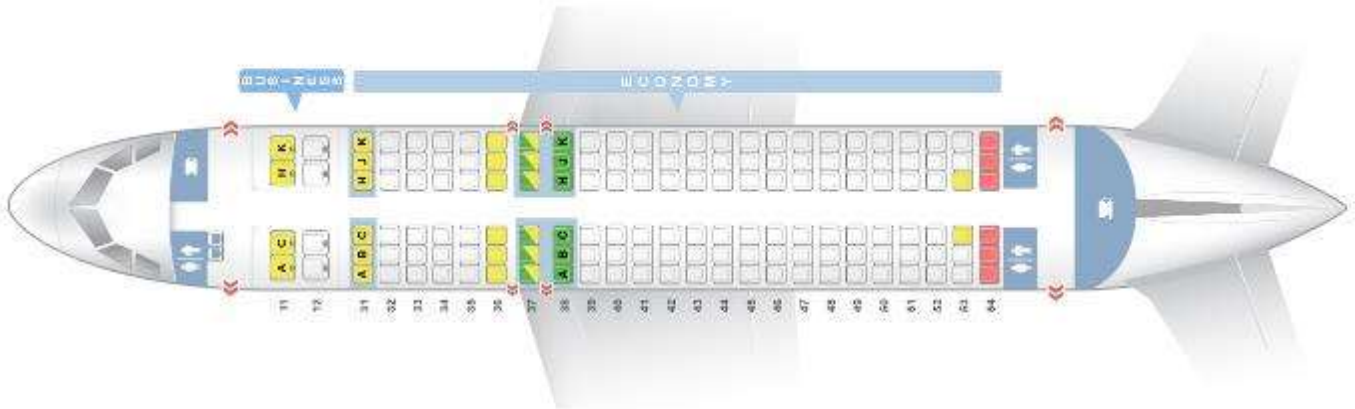 BUSINESS ECONOMY
K K K
H J J
H H
C C C
A B B
A A
11 12 31 32 33 34 35 36 37 38 39 40 41 42 43 44 45 46 47 48 49 50 51 52 53 54